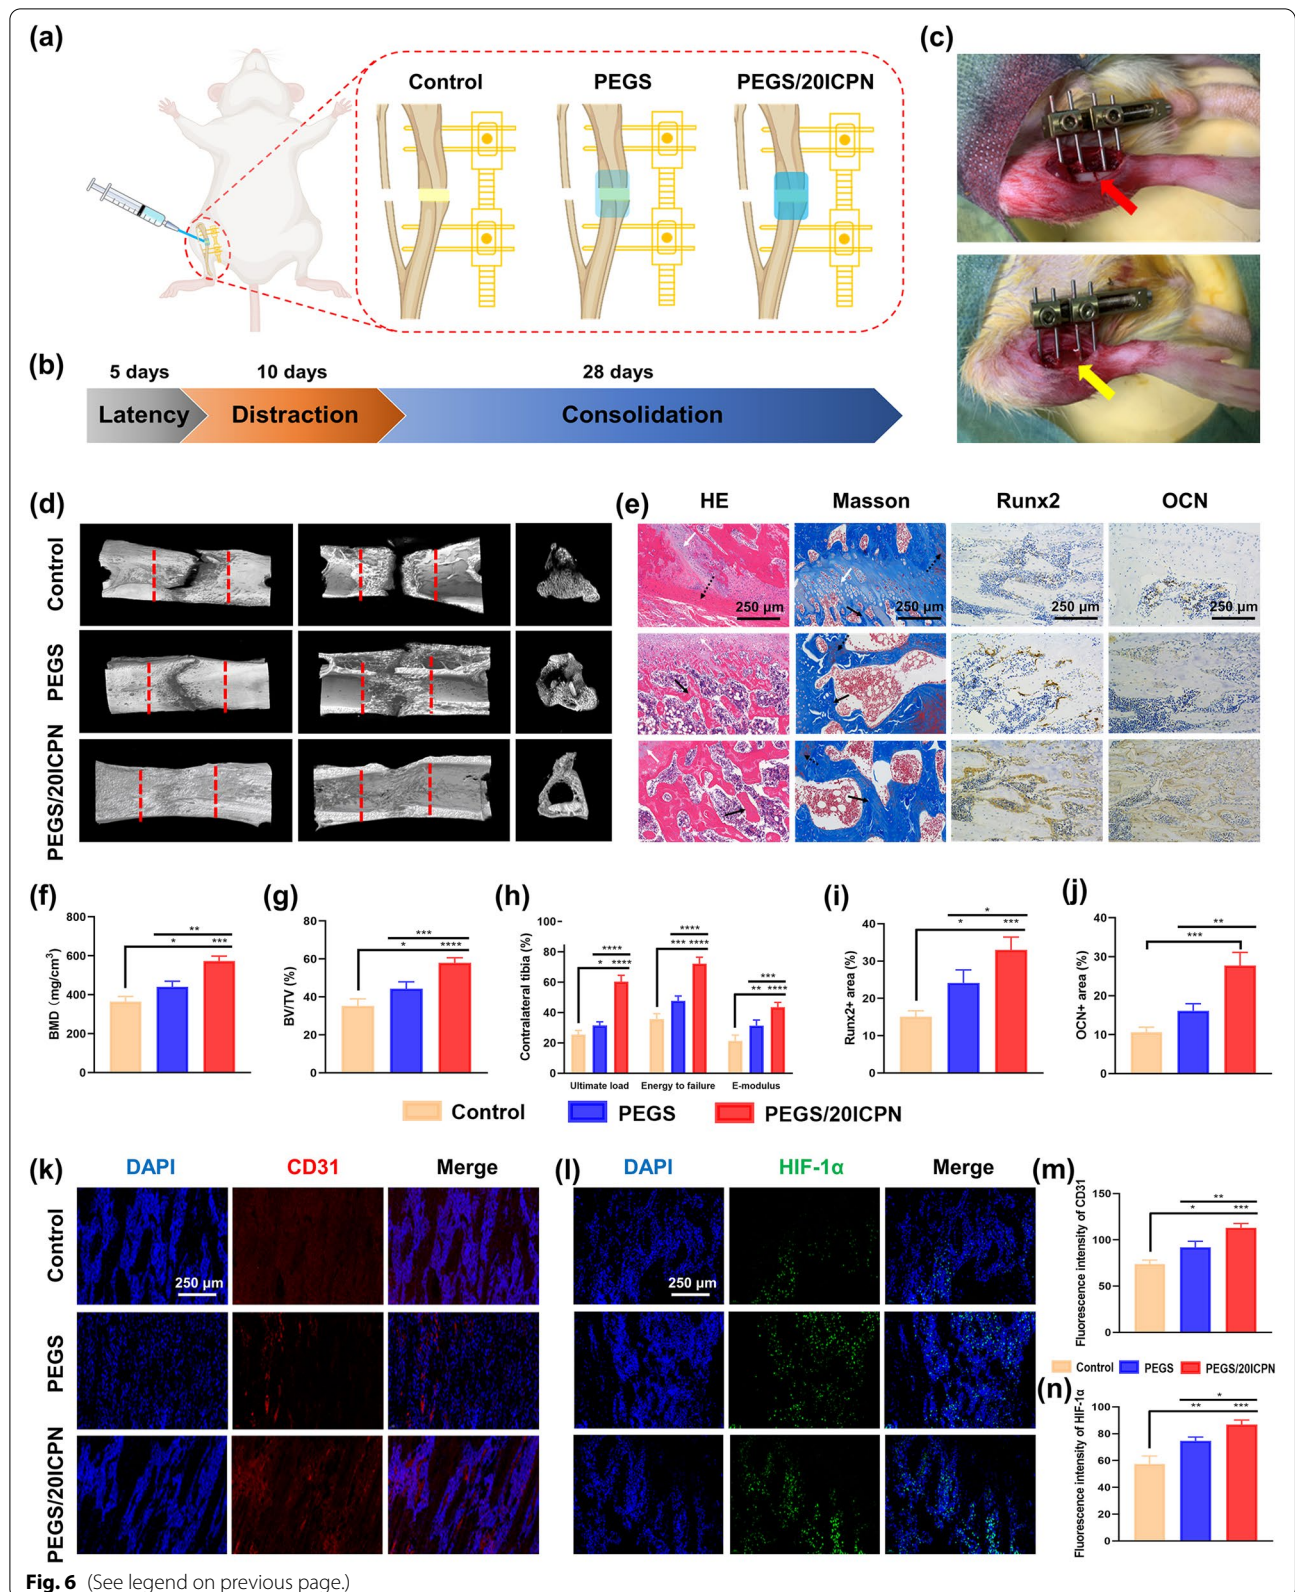 (a)
Control
PEGS
PEGS/20ICPN
(c)
(b)
5 days
10 days
28 days
Latency
Distraction
Consolidation
(d)
Control
PEGS
PEGS/20ICPN
(e)
HE
Masson
Runx2
OCN
250 μm
250 μm
250 μm
250 μm
(f)
BMD (mg/cm³)
800
600
400
200
0
**
*
***
(g)
BV/TV (%)
80
60
40
20
0
***
*
****
(h)
Contralateral tibia (%)
100
80
60
40
20
0
****
*
****
****
***
****
***
**
****
Ultimate load
Energy to failure
E-modulus
(i)
Runx2+ area (%)
40
30
20
10
0
*
*
***
(j)
OCN+ area (%)
40
30
20
10
0
**
***
Control
PEGS
PEGS/20ICPN
(k)
DAPI
CD31
Merge
Control
PEGS
PEGS/20ICPN
250 μm
(l)
DAPI
HIF-1α
Merge
250 μm
(m)
Fluorescence intensity of CD31
150
100
50
0
**
*
***
Control
PEGS
PEGS/20ICPN
(n)
Fluorescence intensity of HIF-1α
100
80
60
40
20
0
*
**
***
Fig. 6 (See legend on previous page.)